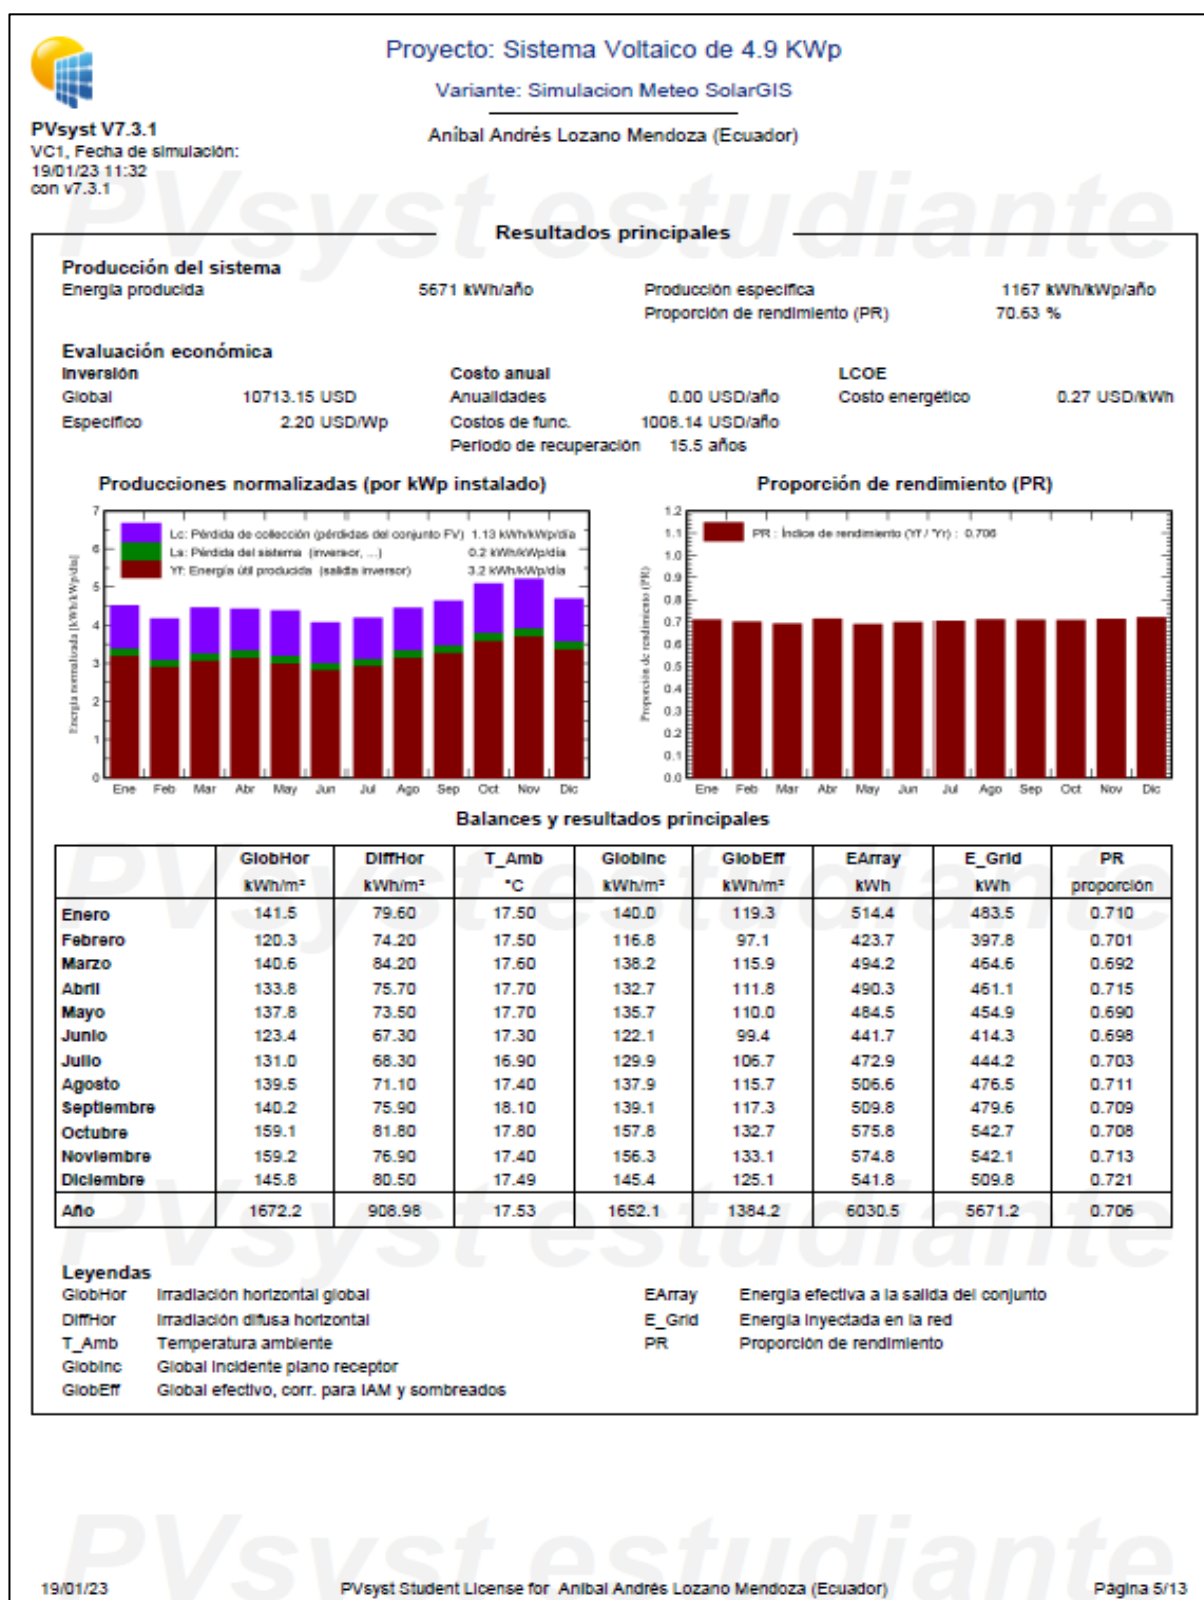 Proyecto: Sistema Voltaico de 4.9 KWp
Variante: Simulacion Meteo SolarGIS
Aníbal Andrés Lozano Mendoza (Ecuador)
PVsyst V7.3.1
VC1, Fecha de simulación:
19/01/23 11:32
con v7.3.1
PVsyst estudiante
Resultados principales
Producción del sistema
Energía producida 5671 kWh/año Producción específica 1167 kWh/kWp/año
Proporción de rendimiento (PR) 70.63 %
Evaluación económica
Inversión Costo anual LCOE
Global 10713.15 USD Anualidades 0.00 USD/año Costo energético 0.27 USD/kWh
Específico 2.20 USD/Wp Costos de func. 1008.14 USD/año
Período de recuperación 15.5 años
Producciones normalizadas (por kWp instalado)
Lc: Pérdida de colección (pérdidas del conjunto FV) 1.13 kWh/kWp/día
Ls: Pérdida del sistema (inversor, ...) 0.2 kWh/kWp/día
Yf: Energía útil producida (salida inversor) 3.2 kWh/kWp/día
Energía normalizada [kWh/kWp/día]
7
6
5
4
3
2
1
0
Ene Feb Mar Abr May Jun Jul Ago Sep Oct Nov Dic
Proporción de rendimiento (PR)
PR : Índice de rendimiento (Yf / Yr) : 0.706
Proporción de rendimiento (PR)
1.2
1.1
1.0
0.9
0.8
0.7
0.6
0.5
0.4
0.3
0.2
0.1
0.0
Ene Feb Mar Abr May Jun Jul Ago Sep Oct Nov Dic
Balances y resultados principales
PVsyst estudiante
GlobHor DiffHor T_Amb GlobInc GlobEff EArray E_Grid PR
kWh/m² kWh/m² °C kWh/m² kWh/m² kWh kWh proporción
Enero 141.5 79.60 17.50 140.0 119.3 514.4 483.5 0.710
Febrero 120.3 74.20 17.50 116.8 97.1 423.7 397.8 0.701
Marzo 140.6 84.20 17.60 138.2 115.9 494.2 464.6 0.692
Abril 133.8 75.70 17.70 132.7 111.8 490.3 461.1 0.715
Mayo 137.8 73.50 17.70 135.7 110.0 484.5 454.9 0.690
Junio 123.4 67.30 17.30 122.1 99.4 441.7 414.3 0.698
Julio 131.0 68.30 16.90 129.9 106.7 472.9 444.2 0.703
Agosto 139.5 71.10 17.40 137.9 115.7 506.6 476.5 0.711
Septiembre 140.2 75.90 18.10 139.1 117.3 509.8 479.6 0.709
Octubre 159.1 81.80 17.80 157.8 132.7 575.8 542.7 0.708
Noviembre 159.2 76.90 17.40 156.3 133.1 574.8 542.1 0.713
Diciembre 145.8 80.50 17.49 145.4 125.1 541.8 509.8 0.721
Año 1672.2 908.98 17.53 1652.1 1384.2 6030.5 5671.2 0.706
PVsyst estudiante
Leyendas
GlobHor Irradiación horizontal global EArray Energía efectiva a la salida del conjunto
DiffHor Irradiación difusa horizontal E_Grid Energía inyectada en la red
T_Amb Temperatura ambiente PR Proporción de rendimiento
GlobInc Global incidente plano receptor
GlobEff Global efectivo, corr. para IAM y sombreados
PVsyst estudiante
19/01/23 PVsyst Student License for Anibal Andrés Lozano Mendoza (Ecuador) Página 5/13